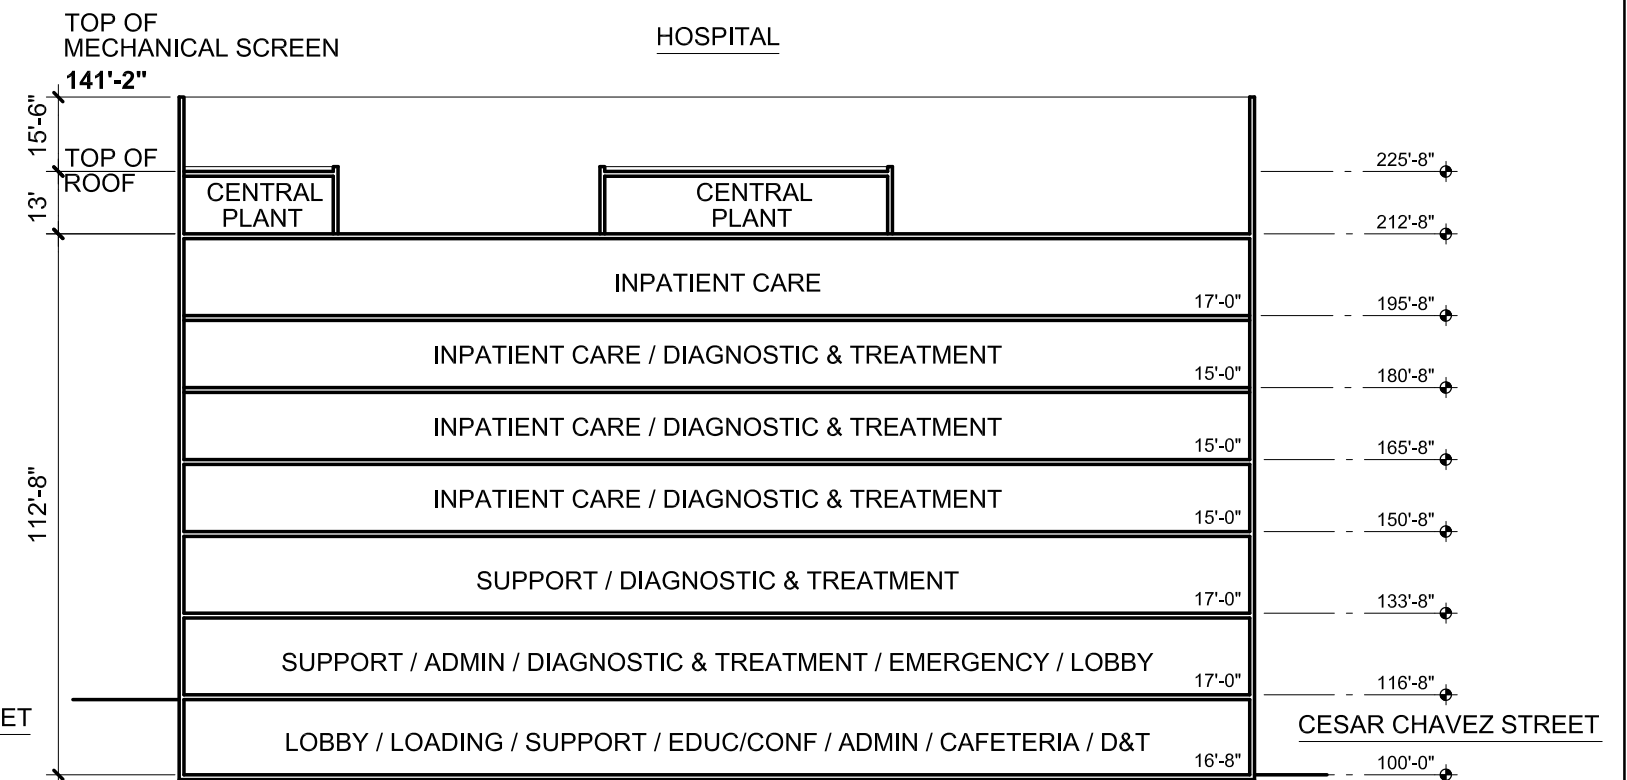 TOP OF
MECHANICAL SCREEN
141'-2"
HOSPITAL
15'-6"
TOP OF
ROOF
13'
CENTRAL
PLANT
CENTRAL
PLANT
225'-8"
212'-8"
INPATIENT CARE
17'-0"
195'-8"
INPATIENT CARE / DIAGNOSTIC & TREATMENT
15'-0"
180'-8"
INPATIENT CARE / DIAGNOSTIC & TREATMENT
15'-0"
165'-8"
112'-8"
INPATIENT CARE / DIAGNOSTIC & TREATMENT
15'-0"
150'-8"
SUPPORT / DIAGNOSTIC & TREATMENT
17'-0"
133'-8"
SUPPORT / ADMIN / DIAGNOSTIC & TREATMENT / EMERGENCY / LOBBY
17'-0"
116'-8"
ET
CESAR CHAVEZ STREET
LOBBY / LOADING / SUPPORT / EDUC/CONF / ADMIN / CAFETERIA / D&T
16'-8"
100'-0"